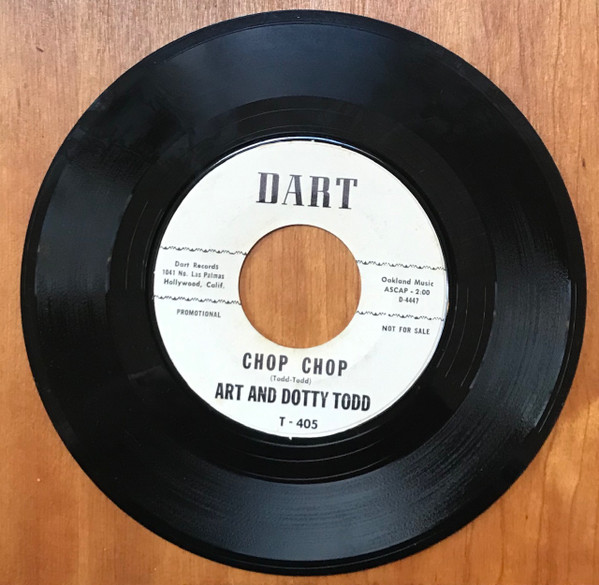 DART
Dart Records
1041 No. Las Palmas
Hollywood, Calif.
PROMOTIONAL
Oakland Music
ASCAP - 2:00
D-4447
NOT FOR SALE
CHOP CHOP
(Todd-Todd)
ART AND DOTTY TODD
T - 405